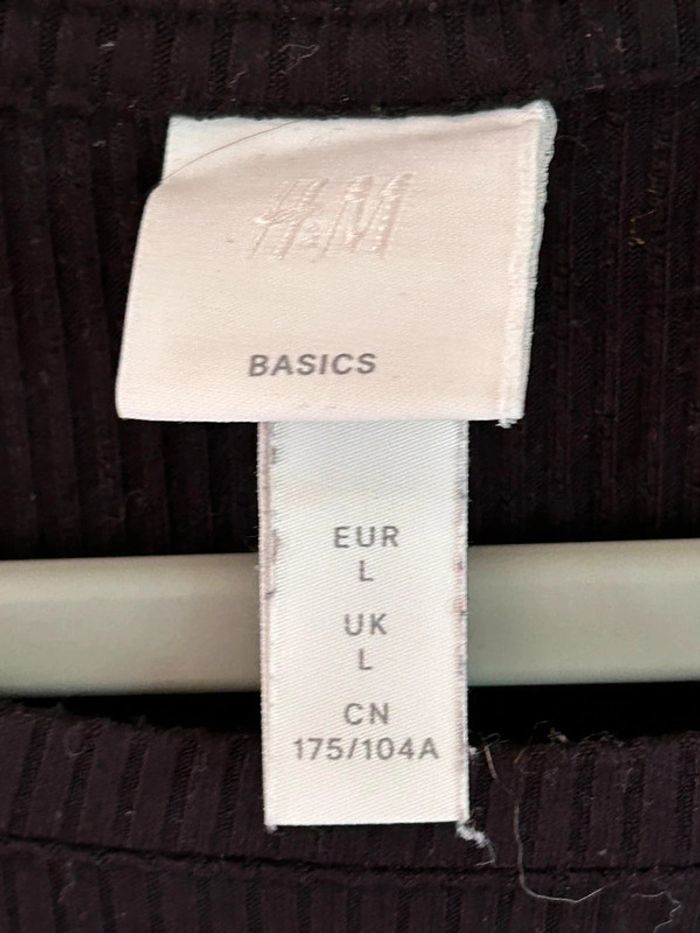 H&M
BASICS
EUR
L
UK
L
CN
175/104A